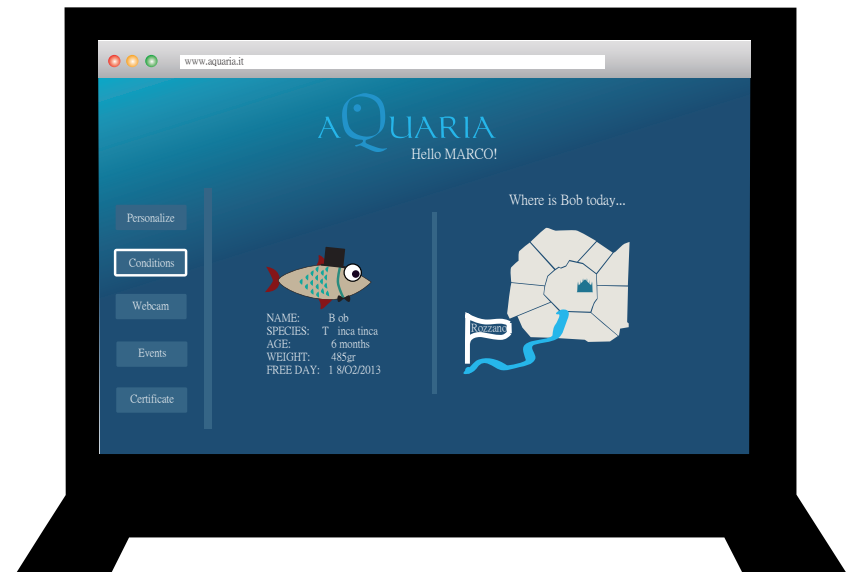 www.aquaria.it
AQUARIA
Hello MARCO!
Personalize
Conditions
Webcam
Events
Certificate
NAME: B ob
SPECIES: T inca tinca
AGE: 6 months
WEIGHT: 485gr
FREE DAY: 1 8/O2/2013
Where is Bob today...
Rozzano